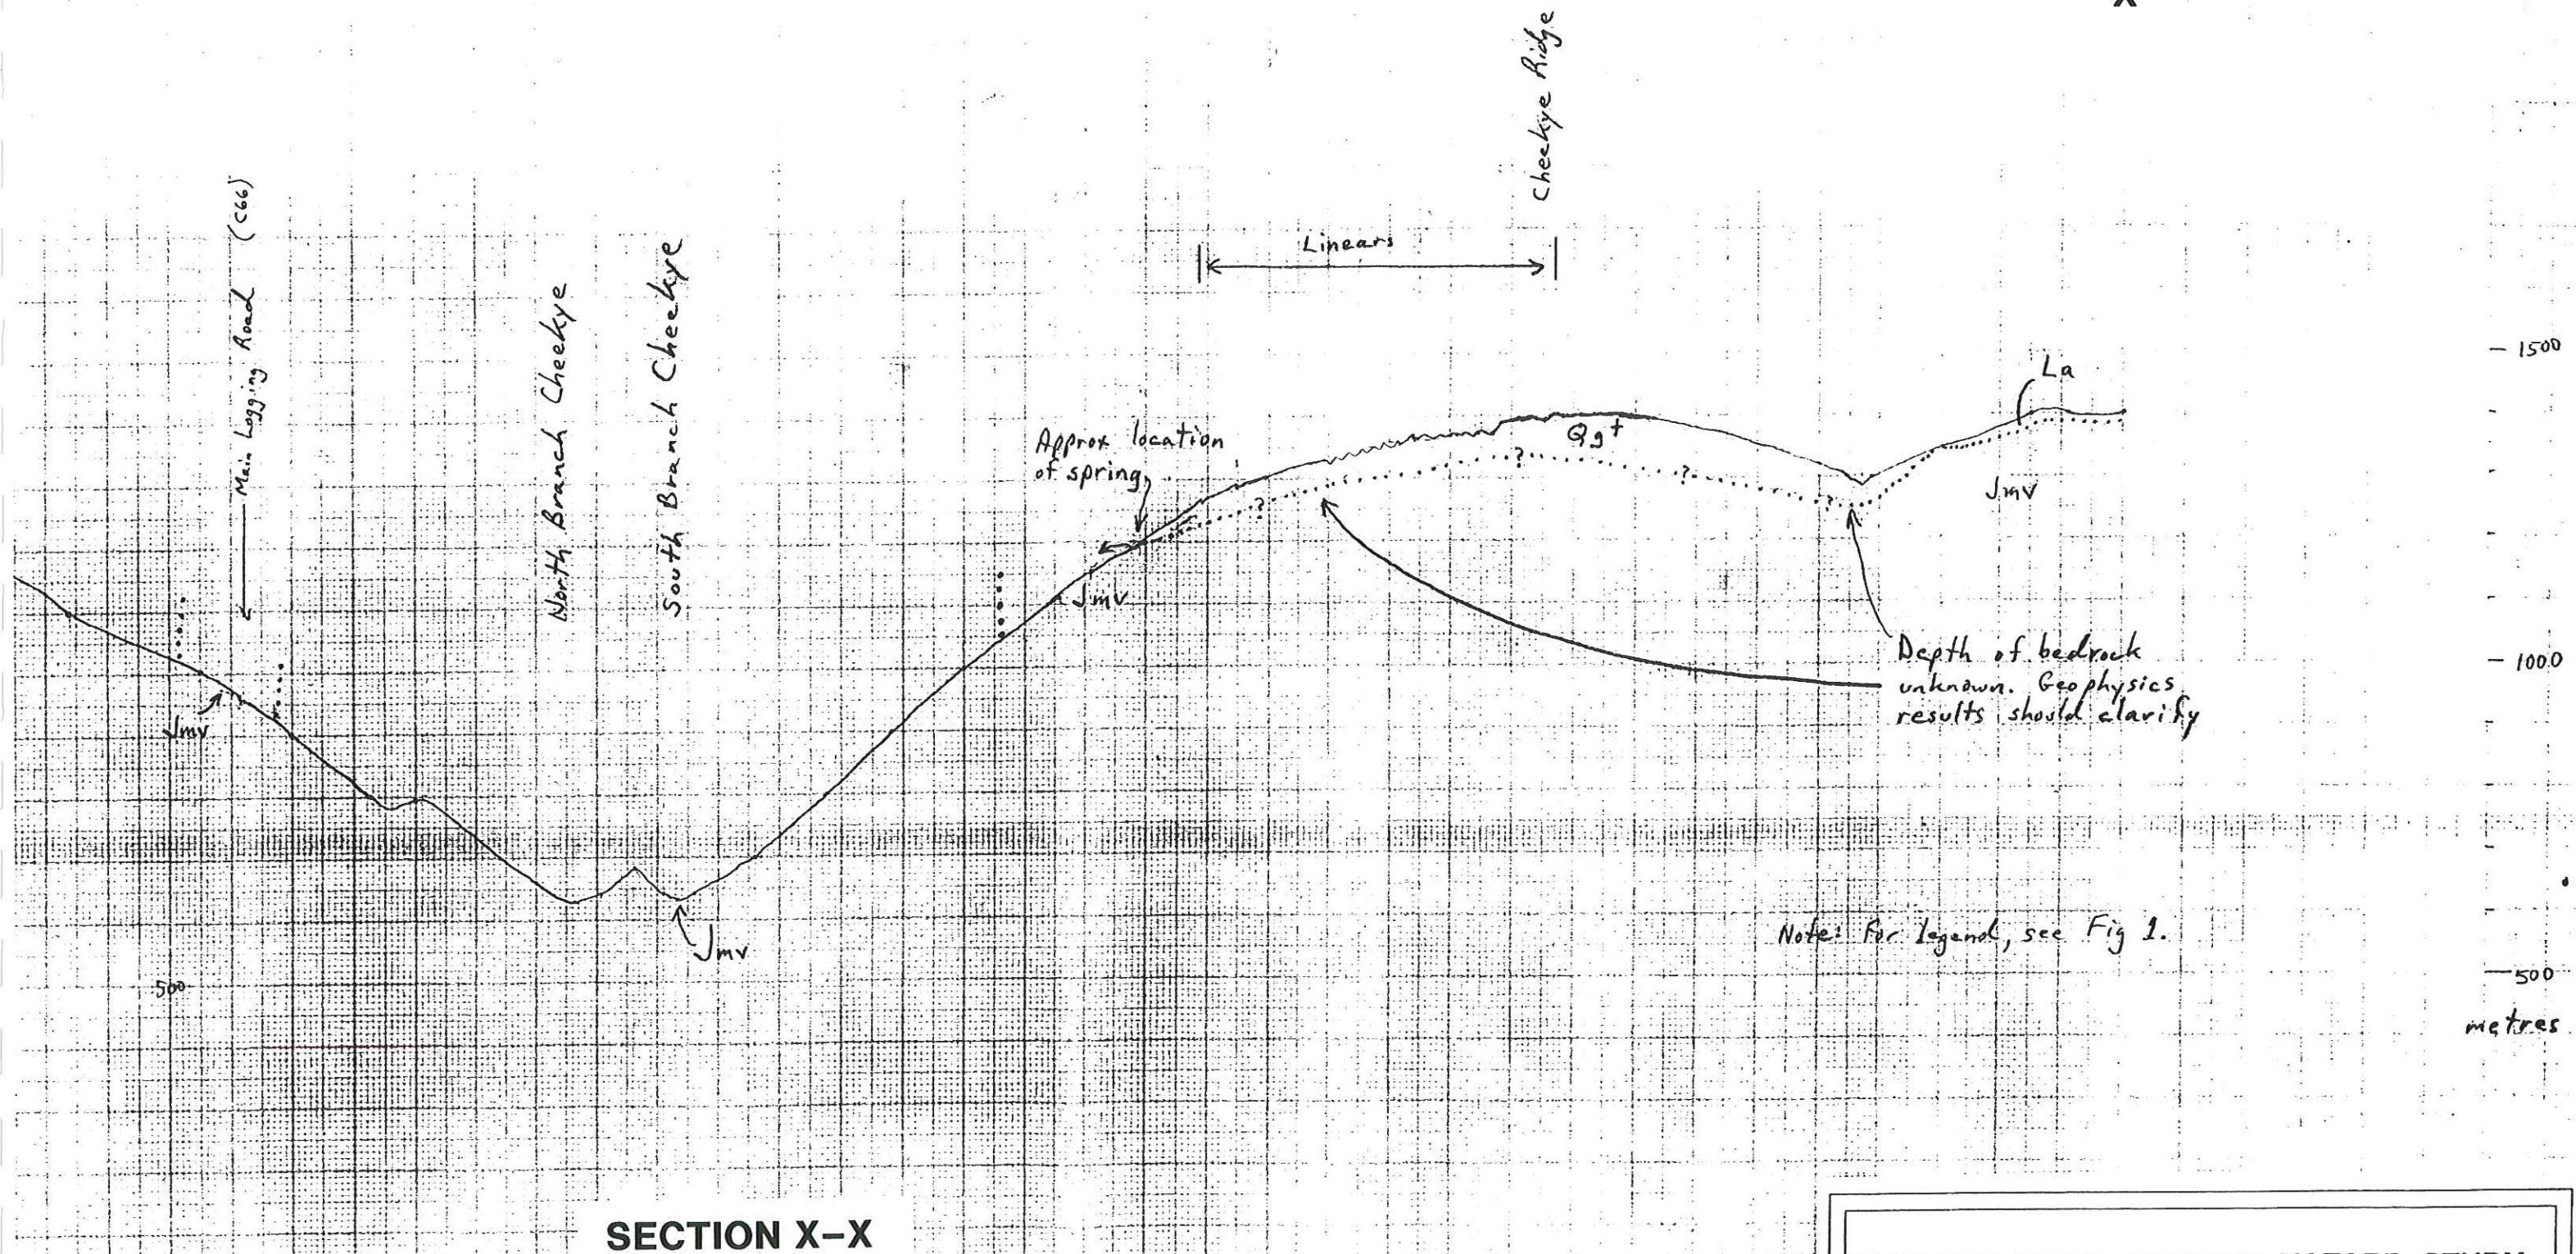 X
Cheekye Ridge
Main Logging Road (C66)
North Branch Cheekye
South Branch Cheekye
Linears
1500
La
Approx location
of spring
Qgt
Jmv
Jmv
Depth of bedrock
unknown. Geophysics
results should clarify
1000
Jmv
Jmv
Note: For legend, see Fig 1.
500
500
metres
SECTION X–X